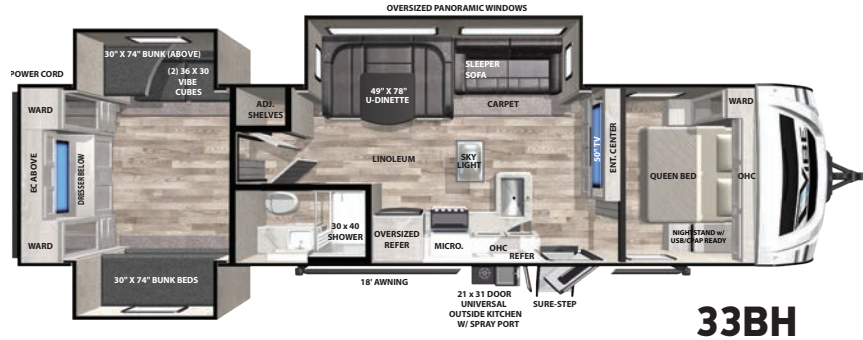 OVERSIZED PANORAMIC WINDOWS
30" X 74" BUNK (ABOVE)
(2) 36 X 30
VIBE
CUBES
POWER CORD
WARD
EC ABOVE
DRESSER BELOW
WARD
30" X 74" BUNK BEDS
ADJ.
SHELVES
49" X 78"
U-DINETTE
SLEEPER
SOFA
CARPET
LINOLEUM
SKY
LIGHT
50" TV
ENT. CENTER
WARD
QUEEN BED
OHC
VIBE
NIGHTSTAND w/
USB/CPAP READY
30 x 40
SHOWER
OVERSIZED
REFER
MICRO.
OHC
REFER
18' AWNING
21 x 31 DOOR
UNIVERSAL
OUTSIDE KITCHEN
W/ SPRAY PORT
SURE-STEP
33BH